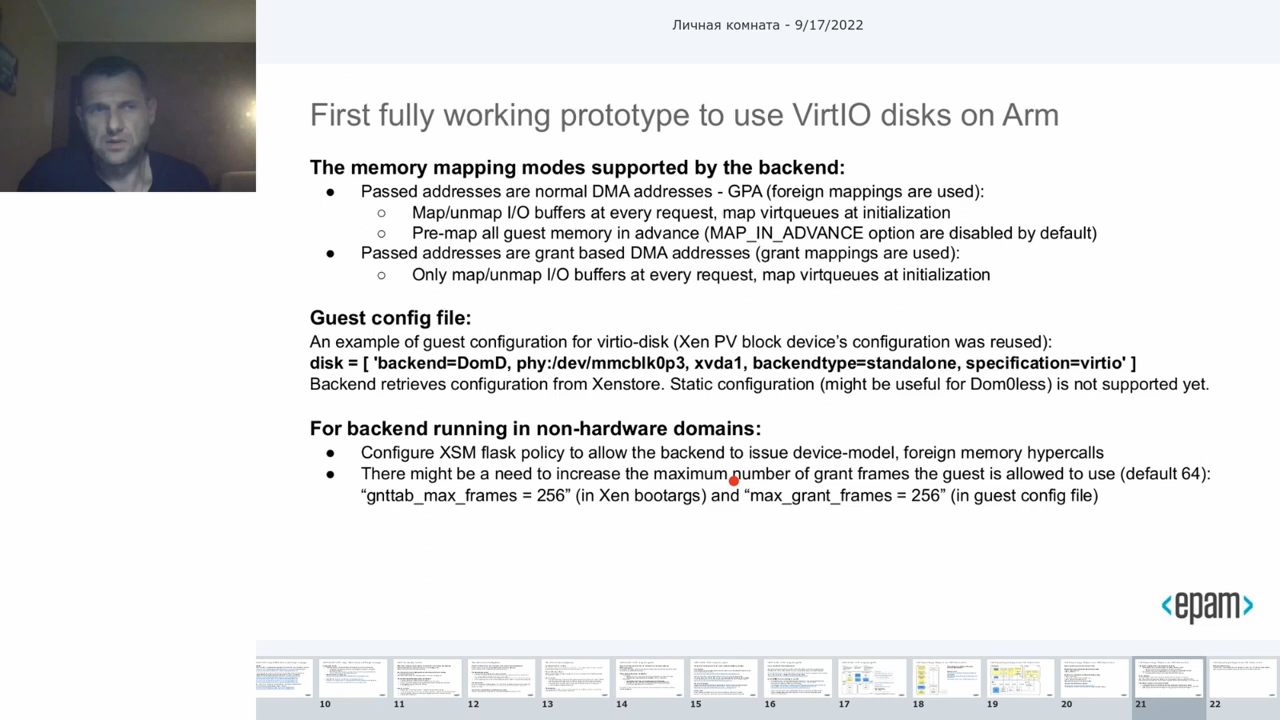 Личная комната - 9/17/2022
First fully working prototype to use VirtIO disks on Arm
The memory mapping modes supported by the backend:
● Passed addresses are normal DMA addresses - GPA (foreign mappings are used):
○ Map/unmap I/O buffers at every request, map virtqueues at initialization
○ Pre-map all guest memory in advance (MAP_IN_ADVANCE option are disabled by default)
● Passed addresses are grant based DMA addresses (grant mappings are used):
○ Only map/unmap I/O buffers at every request, map virtqueues at initialization
Guest config file:
An example of guest configuration for virtio-disk (Xen PV block device’s configuration was reused):
disk = [ 'backend=DomD, phy:/dev/mmcblk0p3, xvda1, backendtype=standalone, specification=virtio' ]
Backend retrieves configuration from Xenstore. Static configuration (might be useful for Dom0less) is not supported yet.
For backend running in non-hardware domains:
● Configure XSM flask policy to allow the backend to issue device-model, foreign memory hypercalls
● There might be a need to increase the maximum number of grant frames the guest is allowed to use (default 64):
“gnttab_max_frames = 256” (in Xen bootargs) and “max_grant_frames = 256” (in guest config file)
<epam>
10 11 12 13 14 15 16 17 18 19 20 21 22